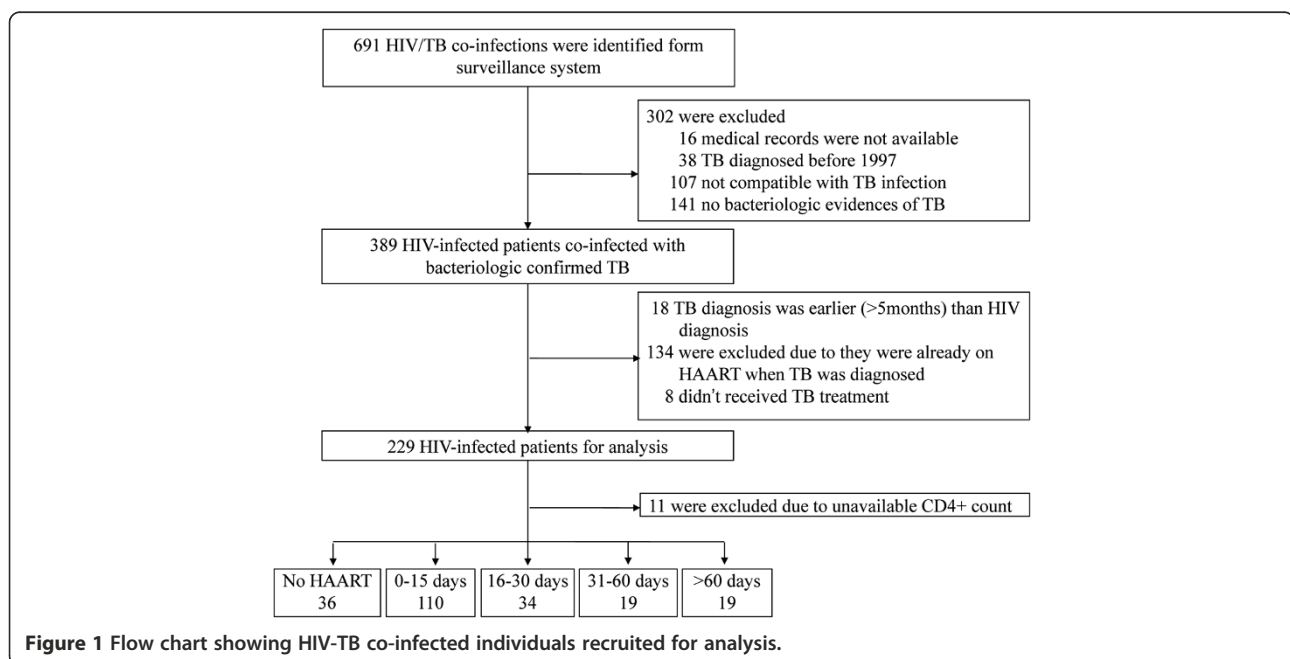 691 HIV/TB co-infections were identified form
surveillance system
302 were excluded
16 medical records were not available
38 TB diagnosed before 1997
107 not compatible with TB infection
141 no bacteriologic evidences of TB
389 HIV-infected patients co-infected with
bacteriologic confirmed TB
18 TB diagnosis was earlier (>5months) than HIV
diagnosis
134 were excluded due to they were already on
HAART when TB was diagnosed
8 didn't received TB treatment
229 HIV-infected patients for analysis
11 were excluded due to unavailable CD4+ count
No HAART
36
0-15 days
110
16-30 days
34
31-60 days
19
>60 days
19
Figure 1 Flow chart showing HIV-TB co-infected individuals recruited for analysis.